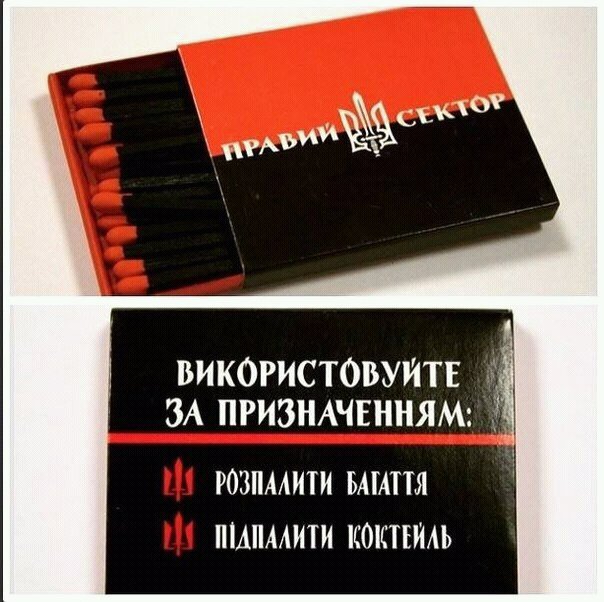 ПРАВИЙ СЕКТОР
ВИКОРИСТОВУЙТЕ
ЗА ПРИЗНАЧЕННЯМ:
РОЗПАЛИТИ БАГАТТЯ
ПІДПАЛИТИ КОКТЕЙЛЬ